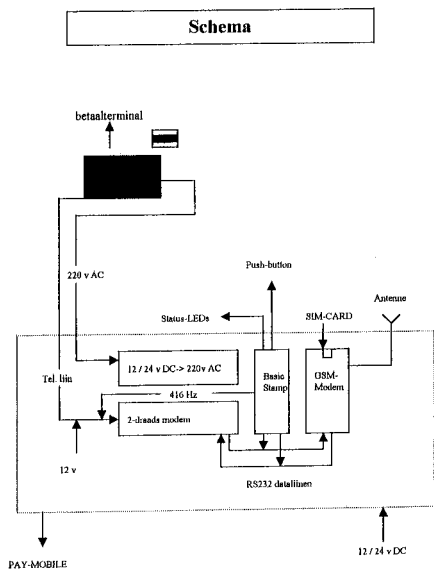 Schema
betaalterminal
220 v AC
Push-button
Status-LEDs
SIM-CARD
Antenne
12 / 24 v DC-> 220v AC
Basic
Stamp
GSM-
Modem
Tel. lijn
416 Hz
2-draads modem
12 v
RS232 datalijnen
12 / 24 v DC
PAY-MOBILE